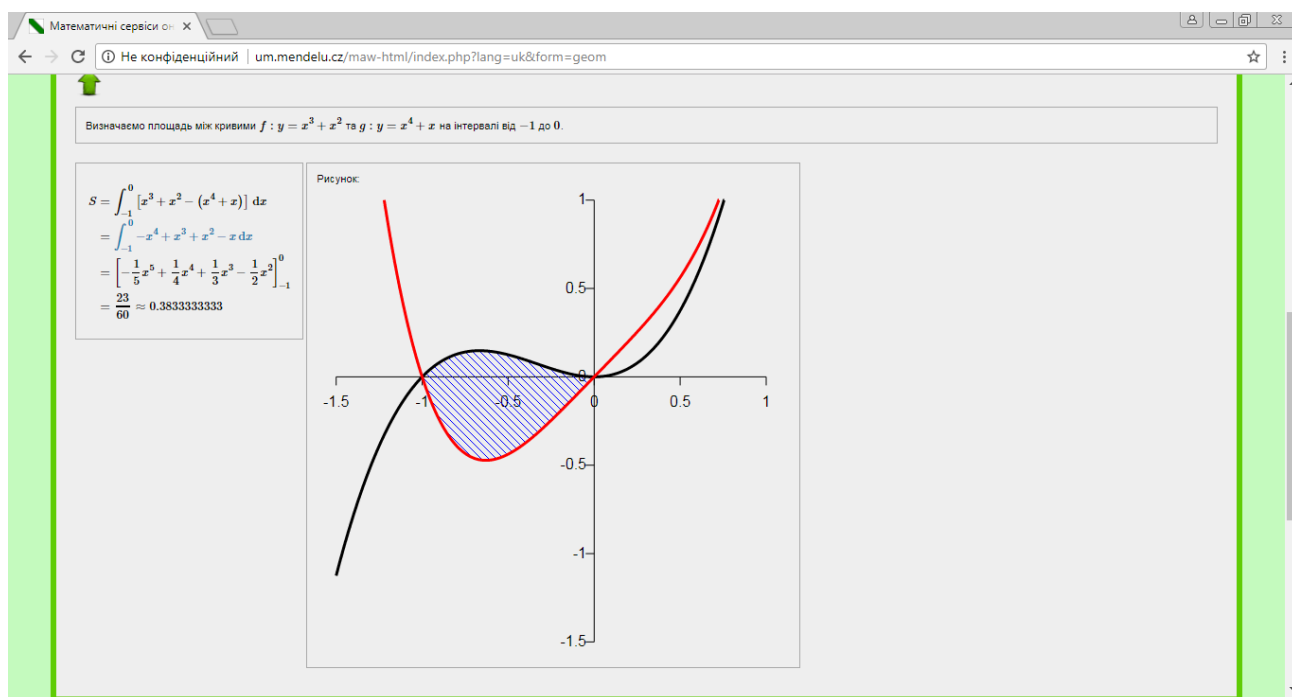 Математичні сервіси он
Не конфіденційний um.mendelu.cz/maw-html/index.php?lang=uk&form=geom
Визначаємо площадь між кривими f : y = x³ + x² та g : y = x⁴ + x на інтервалі від −1 до 0.
S = ∫₋₁⁰ [x³ + x² − (x⁴ + x)] dx
= ∫₋₁⁰ −x⁴ + x³ + x² − x dx
= [−1/5 x⁵ + 1/4 x⁴ + 1/3 x³ − 1/2 x²]₋₁⁰
= 23/60 ≈ 0.3833333333
Рисунок:
1
0.5
0
-1.5 -1 -0.5 0 0.5 1
-0.5
-1
-1.5